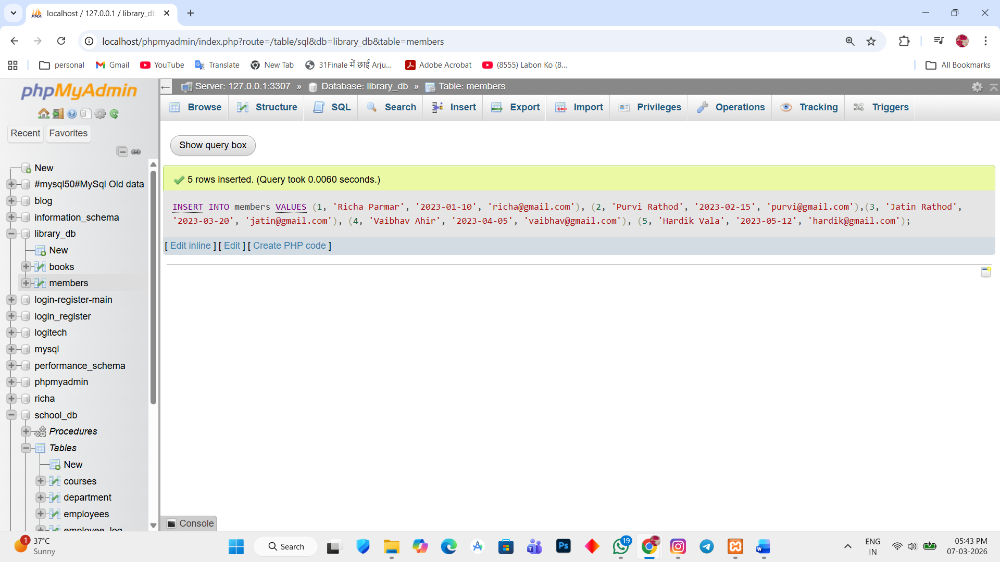 localhost / 127.0.0.1 / library_db
localhost/phpmyadmin/index.php?route=/table/sql&db=library_db&table=members
personal
Gmail
YouTube
Translate
New Tab
31Finale में छाई Arju...
Adobe Acrobat
(8555) Labon Ko (8...
All Bookmarks
phpMyAdmin
Recent
Favorites
New
#mysql50#MySql Old data
blog
information_schema
library_db
New
books
members
login-register-main
login_register
logitech
mysql
performance_schema
phpmyadmin
richa
school_db
Procedures
Tables
New
courses
department
employees
employee_log
Server: 127.0.0.1:3307 » Database: library_db » Table: members
Browse
Structure
SQL
Search
Insert
Export
Import
Privileges
Operations
Tracking
Triggers
Show query box
5 rows inserted. (Query took 0.0060 seconds.)
INSERT INTO members VALUES (1, 'Richa Parmar', '2023-01-10', 'richa@gmail.com'), (2, 'Purvi Rathod', '2023-02-15', 'purvi@gmail.com'),(3, 'Jatin Rathod',
'2023-03-20', 'jatin@gmail.com'), (4, 'Vaibhav Ahir', '2023-04-05', 'vaibhav@gmail.com'), (5, 'Hardik Vala', '2023-05-12', 'hardik@gmail.com');
[ Edit inline ] [ Edit ] [ Create PHP code ]
Console
1
37°C
Sunny
Search
Ps
19
ENG
IN
05:43 PM
07-03-2026